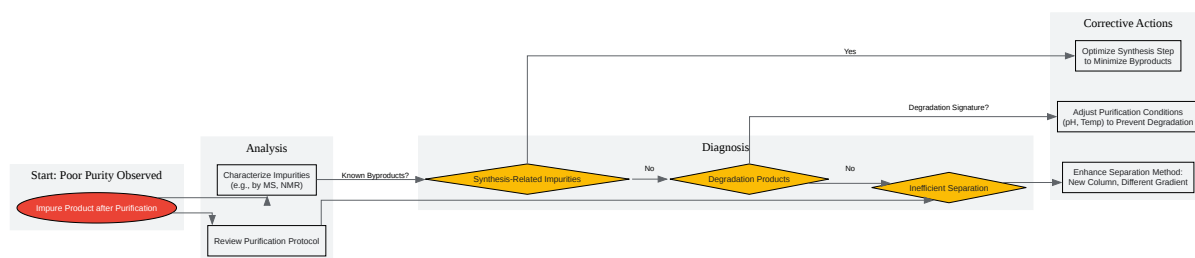 Start: Poor Purity Observed
Impure Product after Purification
Analysis
Characterize Impurities
(e.g., by MS, NMR)
Review Purification Protocol
Known Byproducts?
Diagnosis
Synthesis-Related Impurities
No
Degradation Products
No
Inefficient Separation
Yes
Degradation Signature?
Corrective Actions
Optimize Synthesis Step
to Minimize Byproducts
Adjust Purification Conditions
(pH, Temp) to Prevent Degradation
Enhance Separation Method:
New Column, Different Gradient